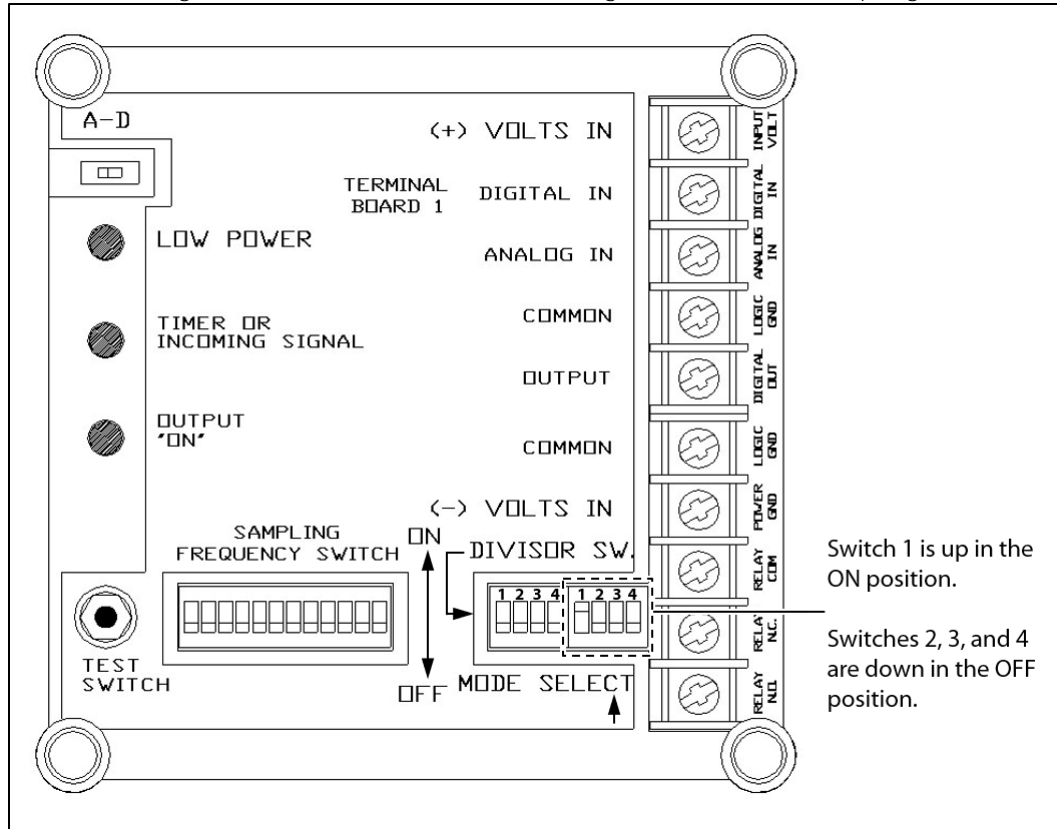 A-D
(+) VOLTS IN
TERMINAL
BOARD 1
DIGITAL IN
LOW POWER
ANALOG IN
TIMER OR
INCOMING SIGNAL
COMMON
OUTPUT
OUTPUT
"ON"
COMMON
(-) VOLTS IN
SAMPLING
FREQUENCY SWITCH
ON
DIVISOR SW.
1 2 3 4
1 2 3 4
TEST
SWITCH
OFF
MODE SELECT
INPUT
VOLT
DIGITAL
IN
ANALOG
IN
LOGIC
GND
DIGITAL
OUT
LOGIC
GND
POWER
GND
RELAY
COM
RELAY
N.C.
RELAY
N.O.
Switch 1 is up in the
ON position.
Switches 2, 3, and 4
are down in the OFF
position.